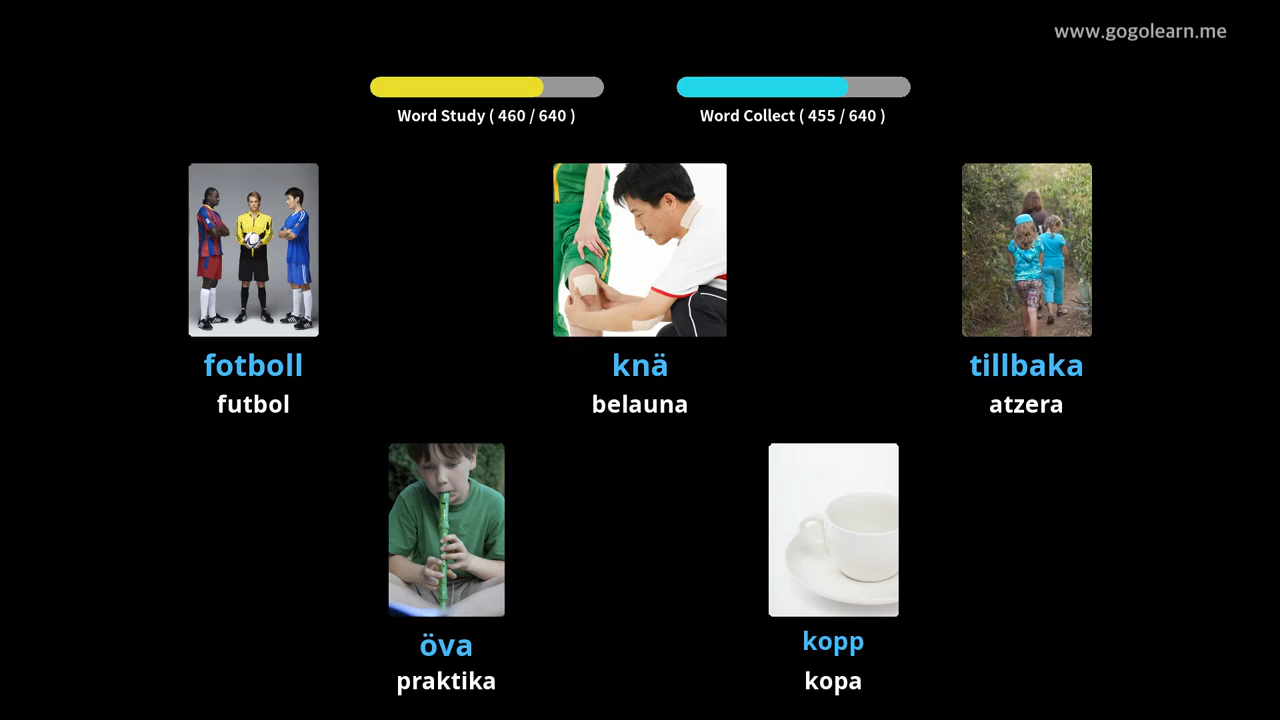 www.gogolearn.me
Word Study ( 460 / 640 )
Word Collect ( 455 / 640 )
fotboll
futbol
knä
belauna
tillbaka
atzera
öva
praktika
kopp
kopa